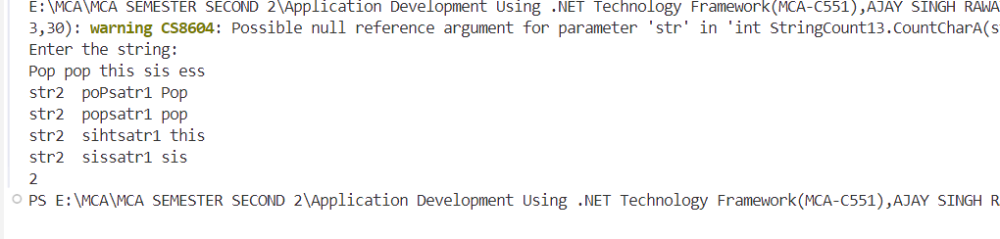 E:\MCA\MCA SEMESTER SECOND 2\Application Development Using .NET Technology Framework(MCA-C551),AJAY SINGH RAWA
3,30): warning CS8604: Possible null reference argument for parameter 'str' in 'int StringCount13.CountCharA(s
Enter the string:
Pop pop this sis ess
str2  poPsatr1 Pop
str2  popsatr1 pop
str2  sihtsatr1 this
str2  sissatr1 sis
2
PS E:\MCA\MCA SEMESTER SECOND 2\Application Development Using .NET Technology Framework(MCA-C551),AJAY SINGH R